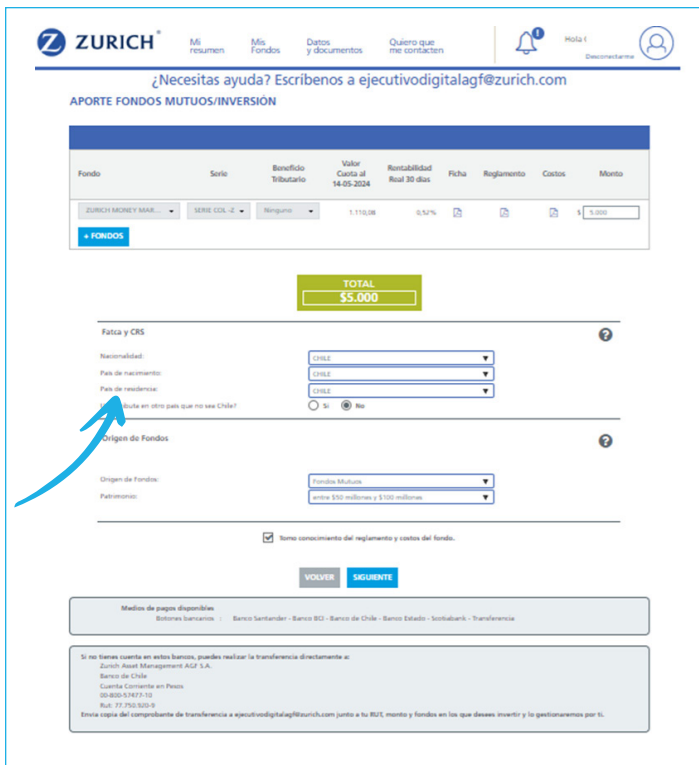 ZURICH®
Mi resumen
Mis Fondos
Datos y documentos
Quiero que me contacten
Hola
Desconectarme
¿Necesitas ayuda? Escríbenos a ejecutivodigitalagf@zurich.com
APORTE FONDOS MUTUOS/INVERSIÓN
Fondo Serie Beneficio Tributario Valor Cuota al 14-05-2024 Rentabilidad Real 30 días Ficha Reglamento Costos Monto
ZURICH MONEY MAR... SERIE COL -Z Ninguno 1.110,08 0,52% $ 5.000
+ FONDOS
TOTAL
$5.000
Fatca y CRS
Nacionalidad: CHILE
País de nacimiento: CHILE
País de residencia: CHILE
tributa en otro país que no sea Chile? Si No
Origen de Fondos
Origen de Fondos: Fondos Mutuos
Patrimonio: entre $50 millones y $100 millones
Tomo conocimiento del reglamento y costos del fondo.
VOLVER SIGUIENTE
Medios de pagos disponibles
Botones bancarios : Banco Santander - Banco BCI - Banco de Chile - Banco Estado - Scotiabank - Transferencia
Si no tienes cuenta en estos bancos, puedes realizar la transferencia directamente a:
Zurich Asset Management AGF S.A.
Banco de Chile
Cuenta Corriente en Pesos
00-800-57477-10
Rut: 77.750.920-9
Envía copia del comprobante de transferencia a ejecutivodigitalagf@zurich.com junto a tu RUT, monto y fondos en los que desees invertir y lo gestionaremos por ti.